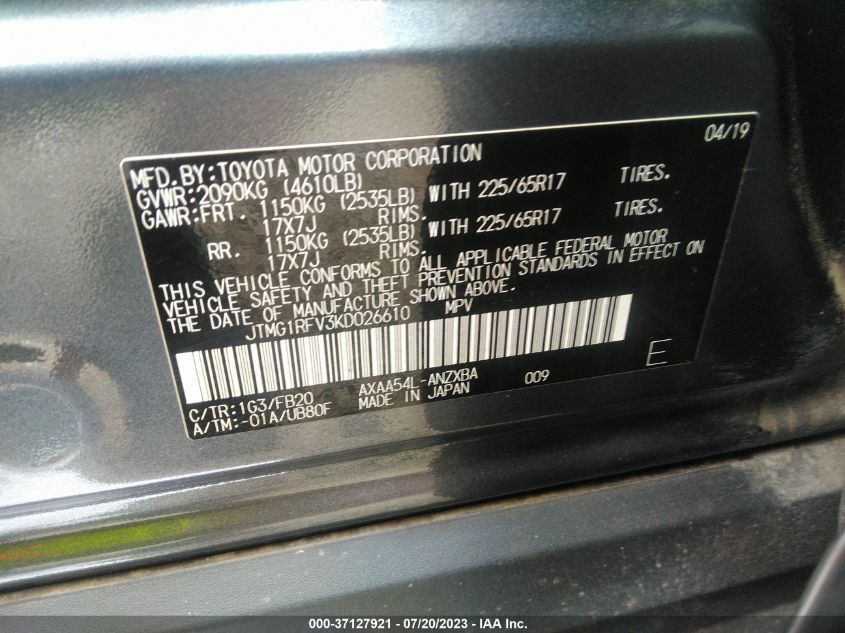 04/19
MFD.BY:TOYOTA MOTOR CORPORATION
GVWR:2090KG (4610LB)
GAWR:FRT. 1150KG (2535LB) WITH 225/65R17 TIRES.
17X7J RIMS.
RR. 1150KG (2535LB) WITH 225/65R17 TIRES.
17X7J RIMS.
THIS VEHICLE CONFORMS TO ALL APPLICABLE FEDERAL MOTOR
VEHICLE SAFETY AND THEFT PREVENTION STANDARDS IN EFFECT ON
THE DATE OF MANUFACTURE SHOWN ABOVE.
JTMG1RFV3KD026610 MPV
E
C/TR:1G3/FB20 AXAA54L-ANZXBA 009
A/TM:-01A/UB80F MADE IN JAPAN
000-37127921 - 07/20/2023 - IAA Inc.